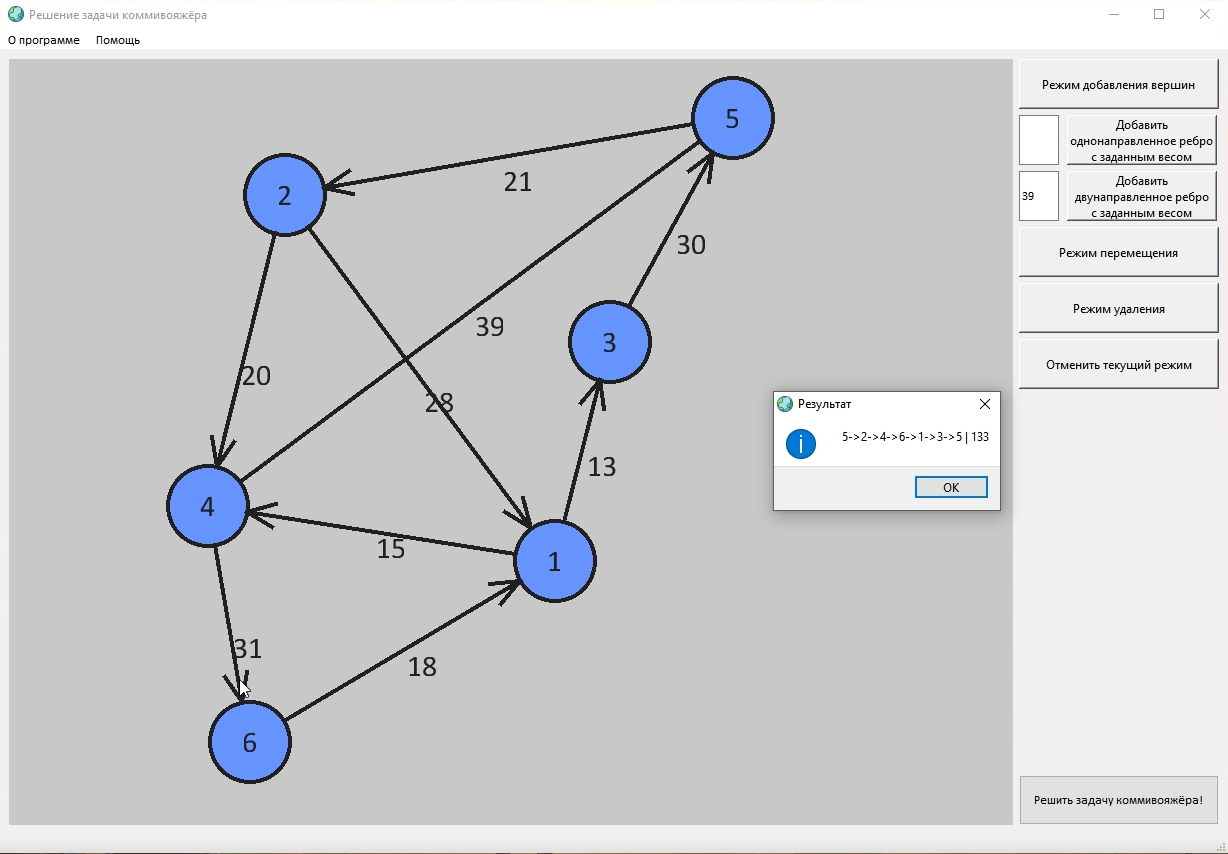 Решение задачи коммивояжёра
О программе Помощь
5
2
21
30
39
3
20
28
13
4
15
1
31
18
6
Режим добавления вершин
Добавить
однонаправленное ребро
с заданным весом
39
Добавить
двунаправленное ребро
с заданным весом
Режим перемещения
Режим удаления
Отменить текущий режим
Результат
5->2->4->6->1->3->5 | 133
OK
Решить задачу коммивояжёра!